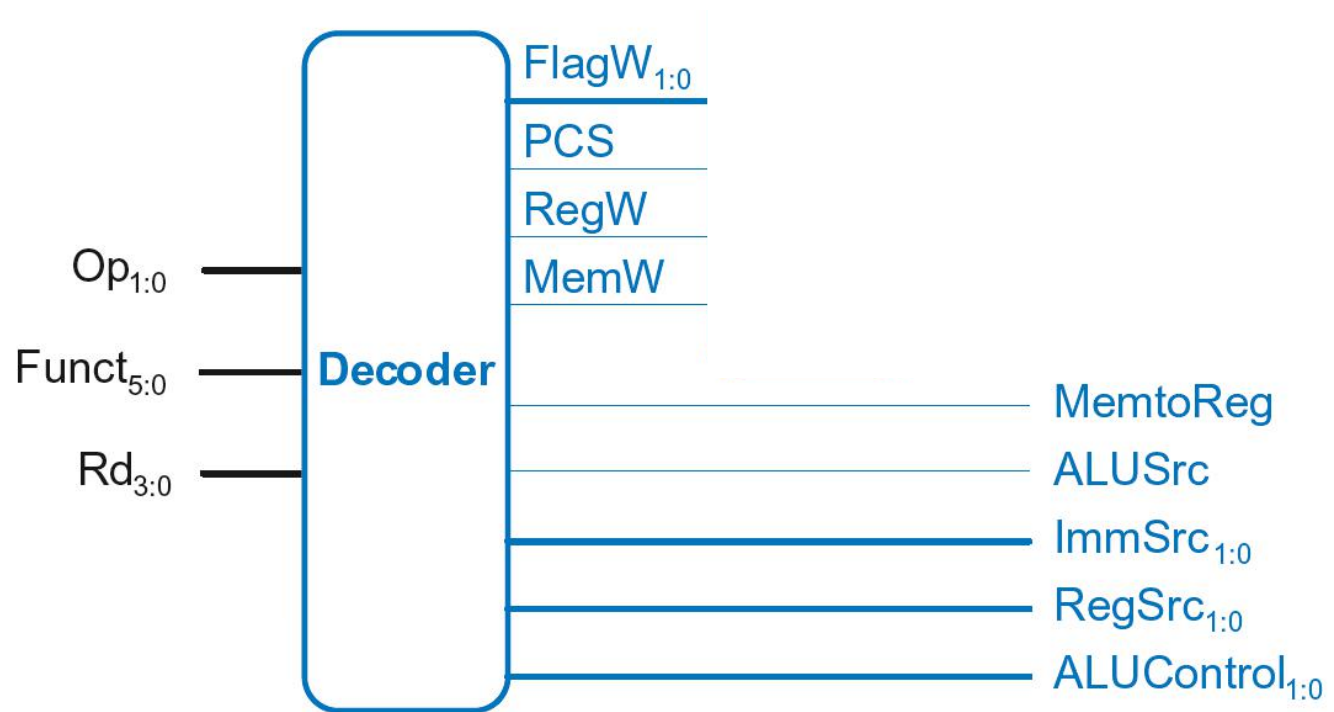 FlagW1:0
PCS
RegW
MemW
Op1:0
Funct5:0
Decoder
Rd3:0
MemtoReg
ALUSrc
ImmSrc1:0
RegSrc1:0
ALUControl1:0